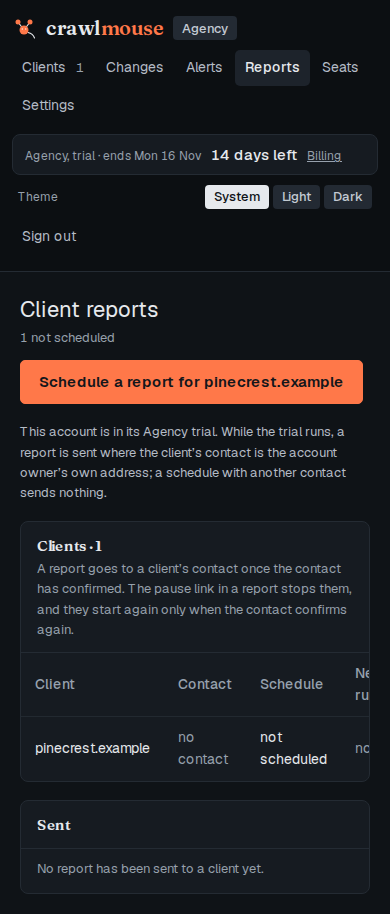 crawlmouse Agency
Clients 1 Changes Alerts Reports Seats
Settings
Agency, trial · ends Mon 16 Nov 14 days left Billing
Theme System Light Dark
Sign out
Client reports
1 not scheduled
Schedule a report for pinecrest.example
This account is in its Agency trial. While the trial runs, a
report is sent where the client's contact is the account
owner's own address; a schedule with another contact
sends nothing.
Clients · 1
A report goes to a client's contact once the contact
has confirmed. The pause link in a report stops them,
and they start again only when the contact confirms
again.
Client Contact Schedule
pinecrest.example no contact not scheduled
Sent
No report has been sent to a client yet.